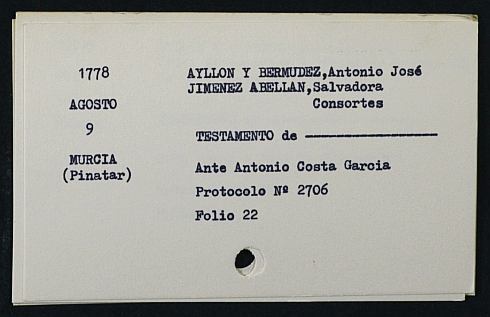 1778
AGOSTO
9
MURCIA
(Pinatar)
AYLLON Y BERMUDEZ,Antonio José
JIMENEZ ABELLAN,Salvadora
Consortes
TESTAMENTO de ————————
Ante Antonio Costa Garcia
Protocolo Nº 2706
Folio 22